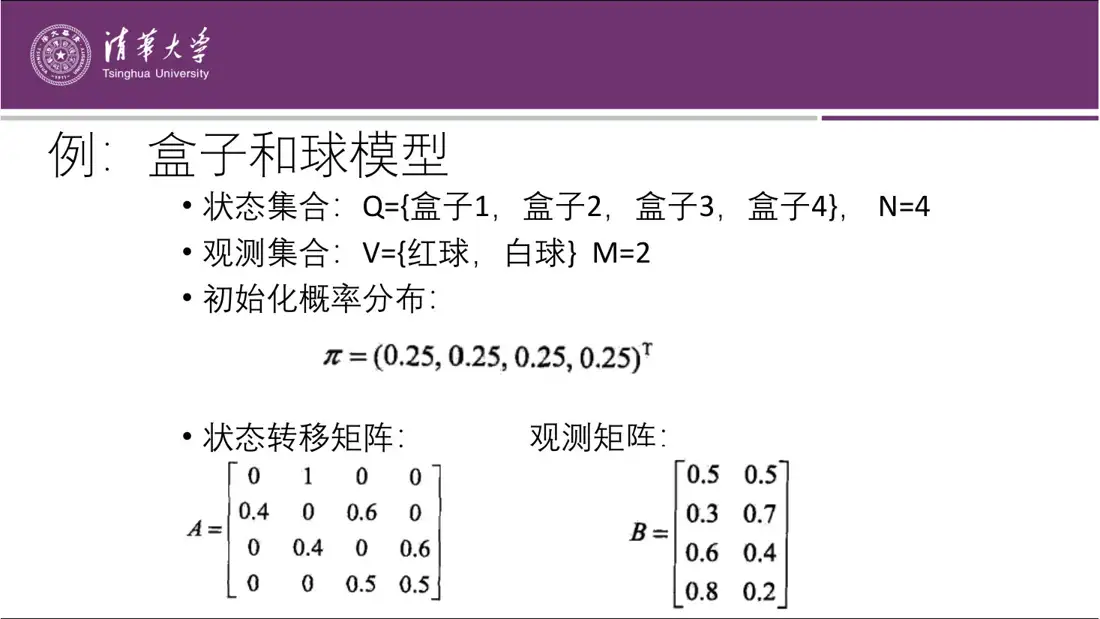 清华大学
Tsinghua University
例：盒子和球模型
• 状态集合：Q={盒子1，盒子2，盒子3，盒子4}， N=4
• 观测集合：V={红球，白球} M=2
• 初始化概率分布：
π = (0.25, 0.25, 0.25, 0.25)ᵀ
• 状态转移矩阵： 观测矩阵：
A =
0 1 0 0
0.4 0 0.6 0
0 0.4 0 0.6
0 0 0.5 0.5
B =
0.5 0.5
0.3 0.7
0.6 0.4
0.8 0.2